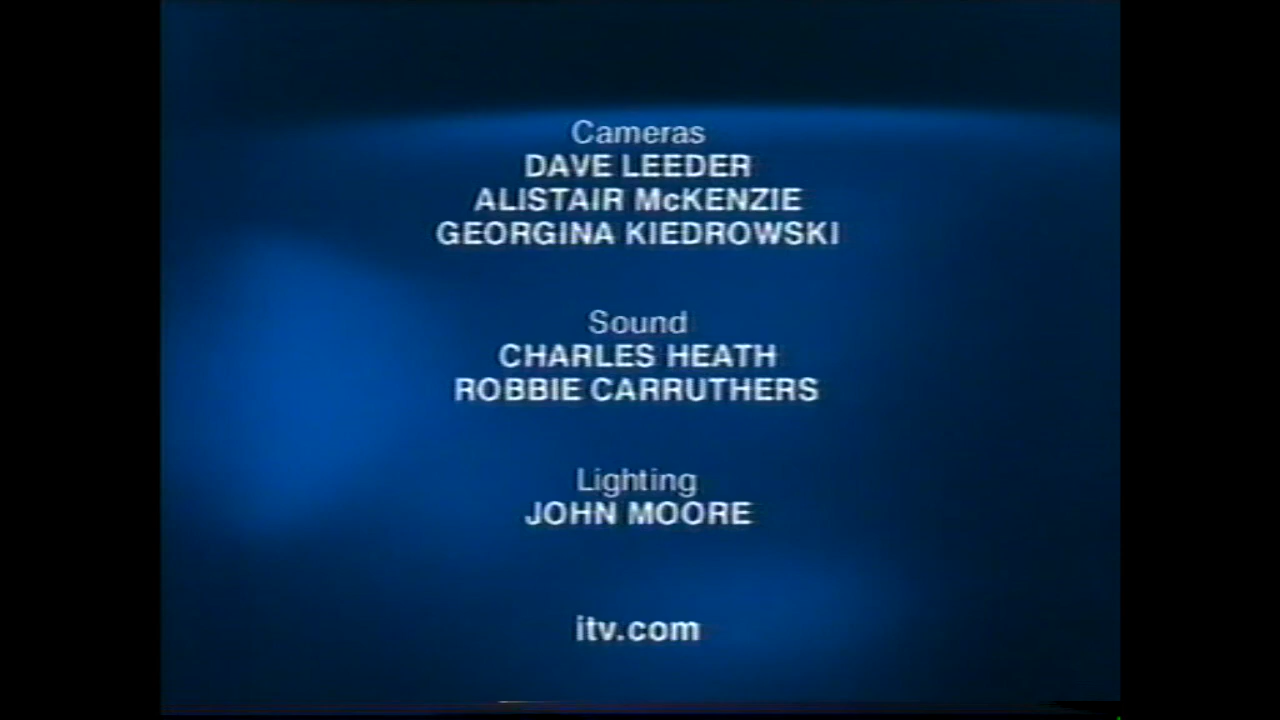 Cameras
DAVE LEEDER
ALISTAIR McKENZIE
GEORGINA KIEDROWSKI
Sound
CHARLES HEATH
ROBBIE CARRUTHERS
Lighting
JOHN MOORE
itv.com